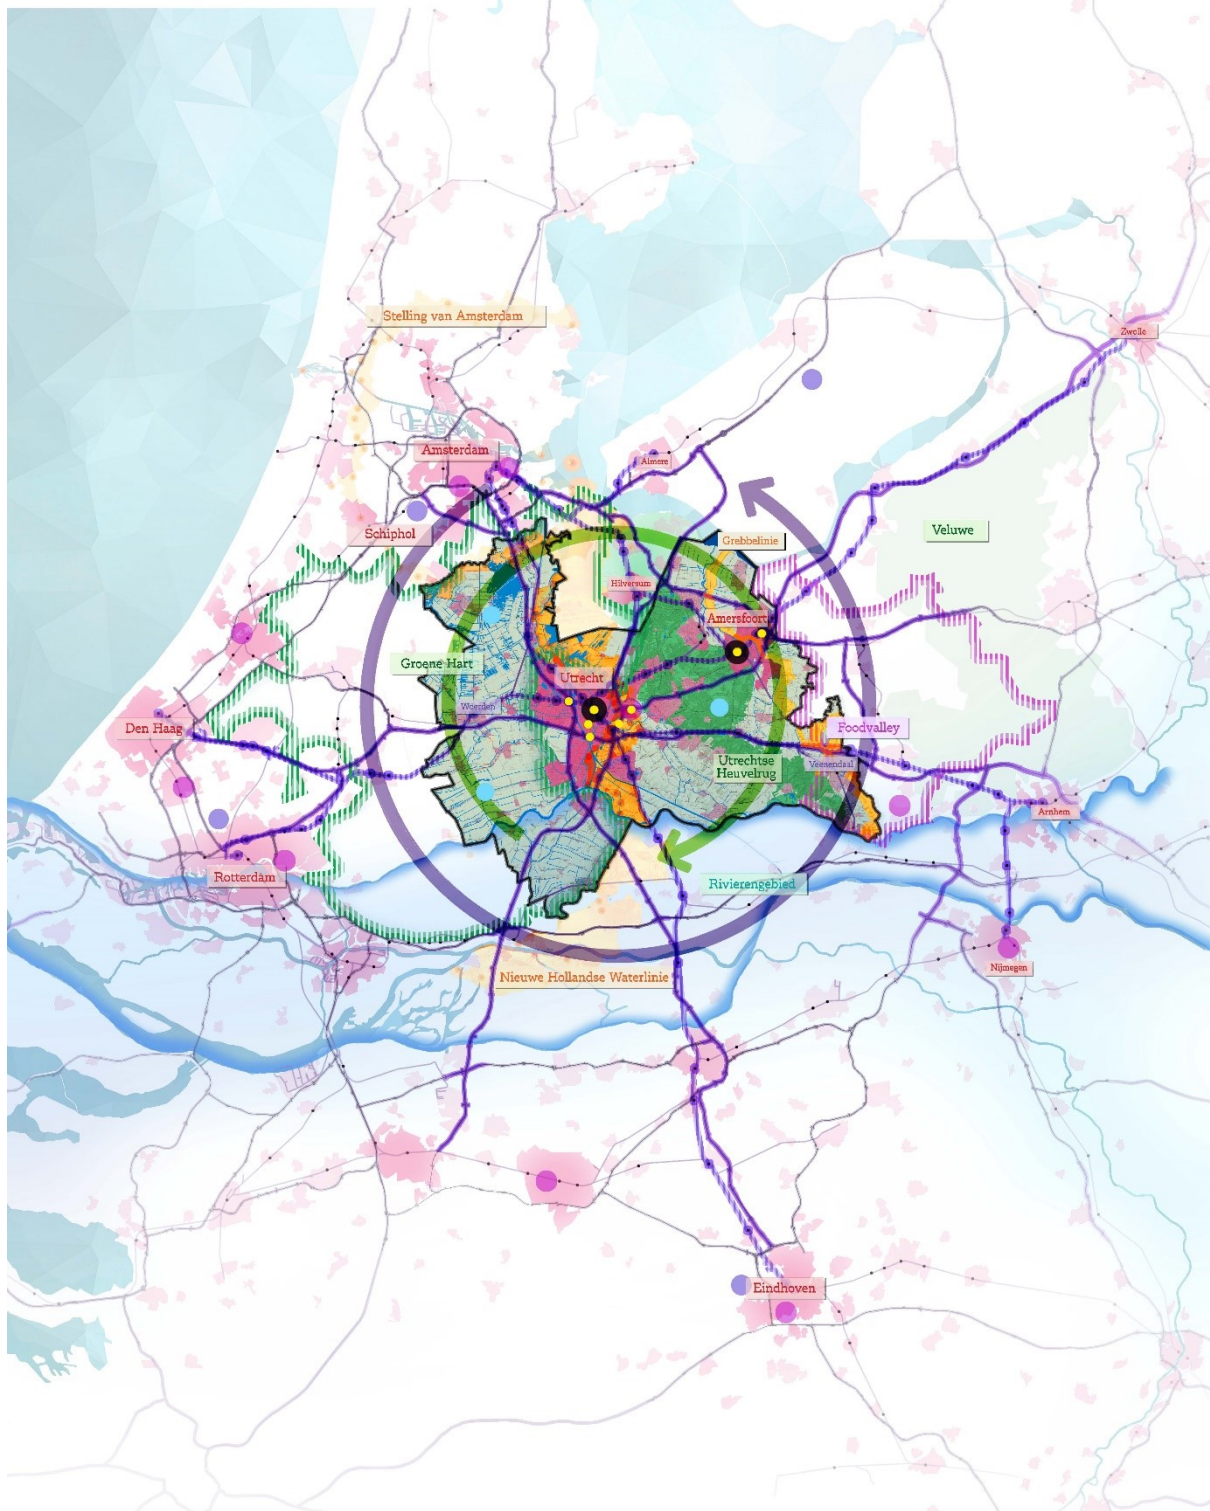 Stelling van Amsterdam
Zwolle
Amsterdam
Almere
Schiphol
Veluwe
Grebbelinie
Hilversum
Amersfoort
Groene Hart
Utrecht
Woerden
Den Haag
Foodvalley
Utrechtse
Heuvelrug
Veenendaal
Arnhem
Rotterdam
Rivierengebied
Nijmegen
Nieuwe Hollandse Waterlinie
Eindhoven